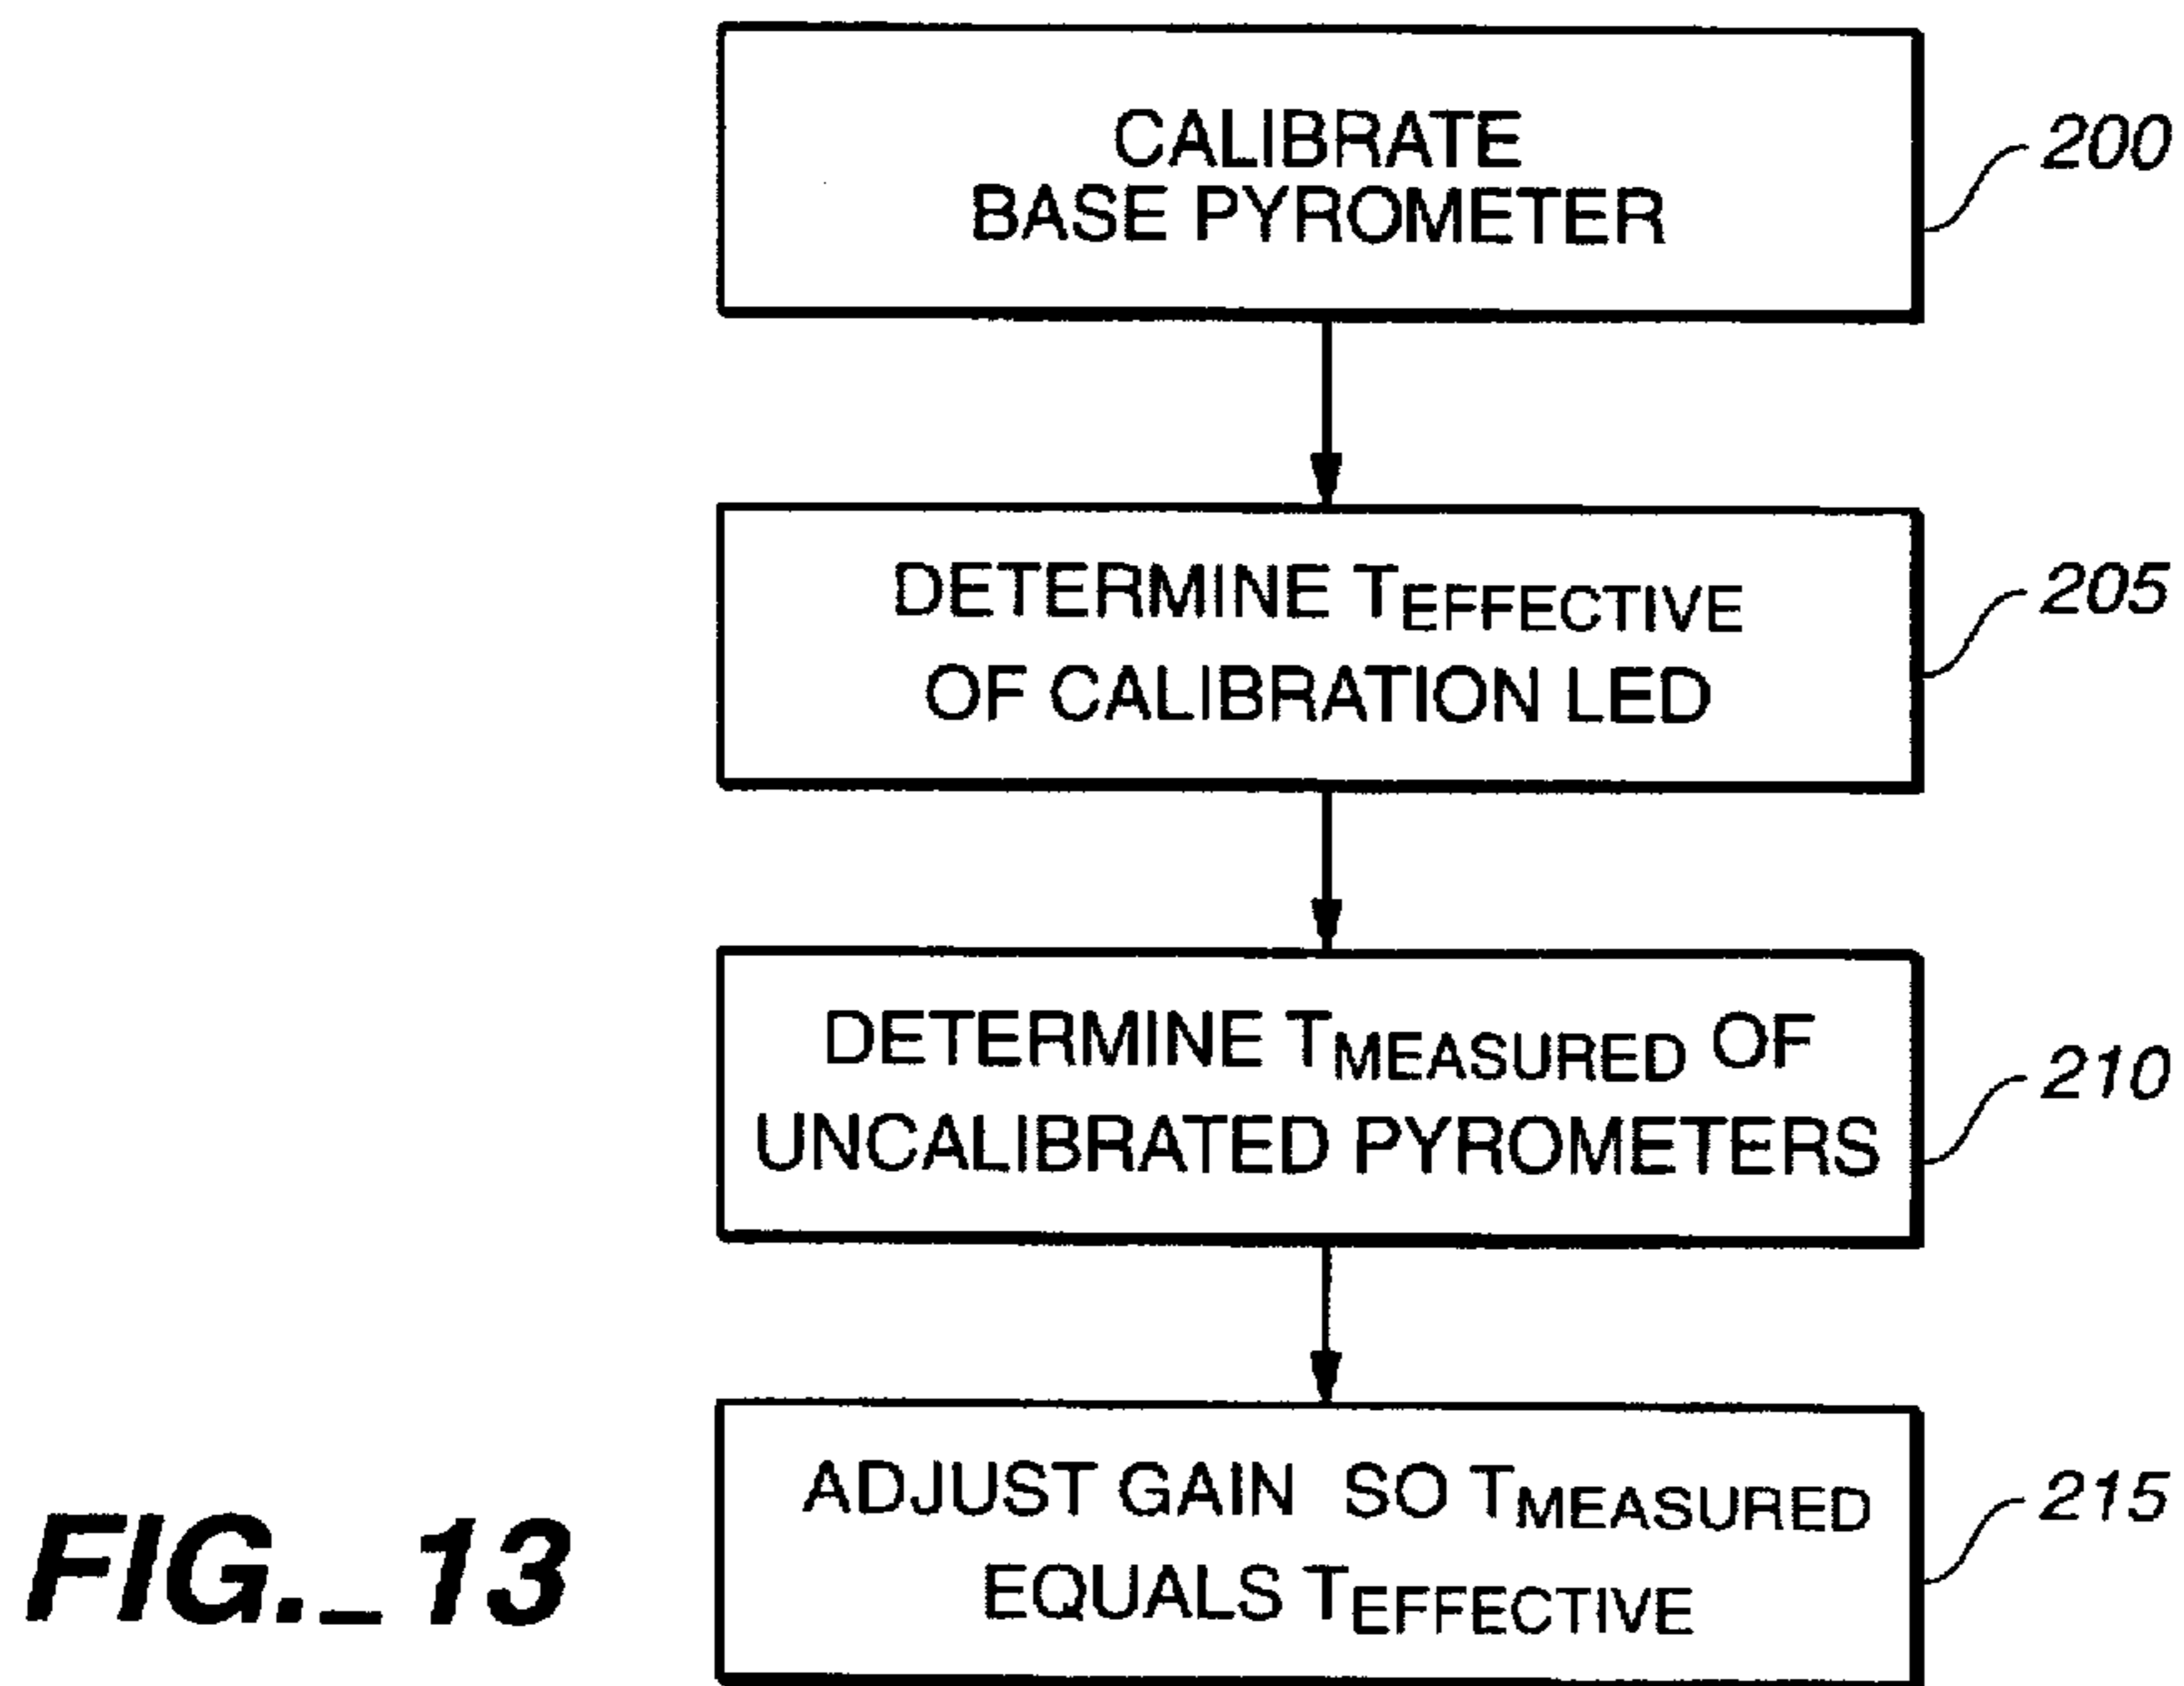 CALIBRATE
BASE PYROMETER
200
DETERMINE TEFFECTIVE
OF CALIBRATION LED
205
DETERMINE TMEASURED OF
UNCALIBRATED PYROMETERS
210
ADJUST GAIN SO TMEASURED
EQUALS TEFFECTIVE
215
FIG._13